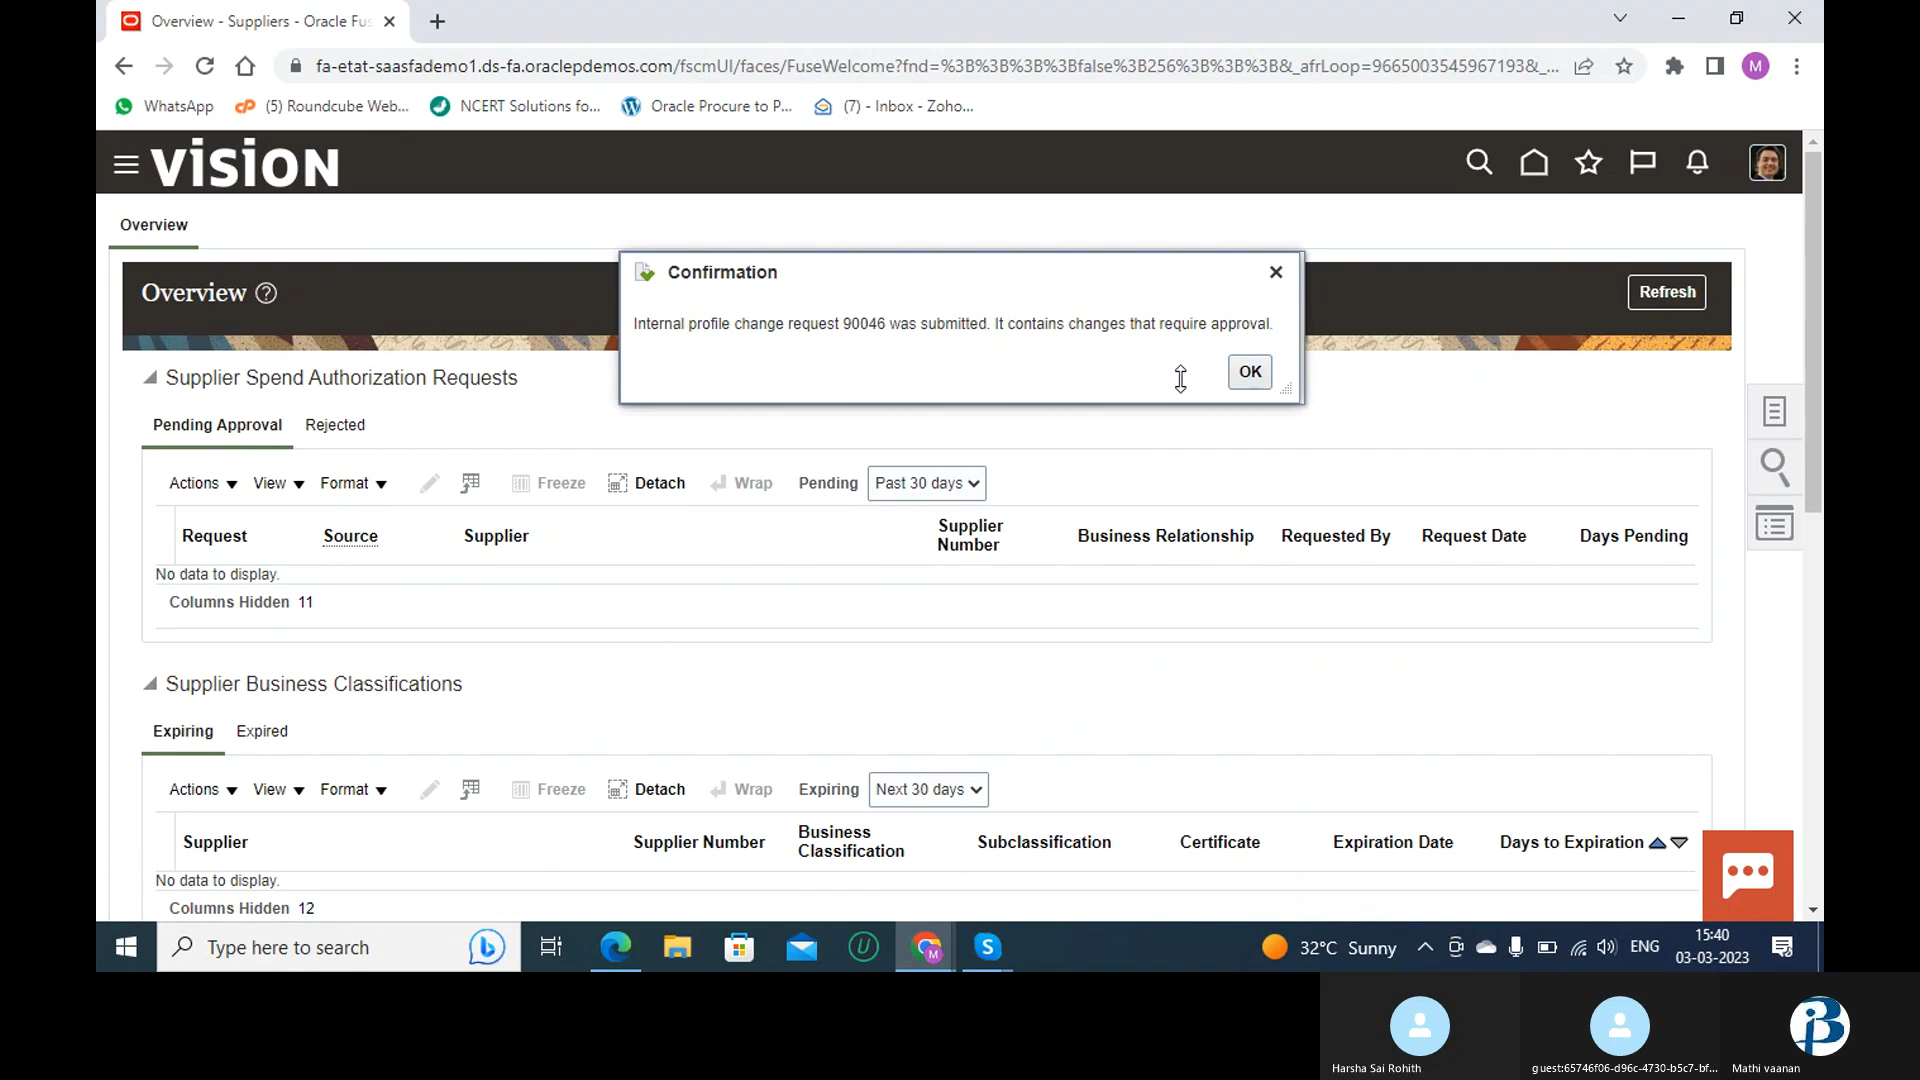 Overview - Suppliers - Oracle Fus
fa-etat-saasfademo1.ds-fa.oraclepdemos.com/fscmUI/faces/FuseWelcome?fnd=%3B%3B%3B%3Bfalse%3B256%3B%3B%3B&_afrLoop=9665003545967193&_...
M
WhatsApp
(5) Roundcube Web...
NCERT Solutions fo...
Oracle Procure to P...
(7) - Inbox - Zoho...
VISION
Overview
Overview
Refresh
Confirmation
Internal profile change request 90046 was submitted. It contains changes that require approval.
OK
Supplier Spend Authorization Requests
Pending Approval Rejected
Actions View Format Freeze Detach Wrap Pending Past 30 days
Request Source Supplier Supplier Number Business Relationship Requested By Request Date Days Pending
No data to display.
Columns Hidden 11
Supplier Business Classifications
Expiring Expired
Actions View Format Freeze Detach Wrap Expiring Next 30 days
Supplier Supplier Number Business Classification Subclassification Certificate Expiration Date Days to Expiration
No data to display.
Columns Hidden 12
Type here to search
32°C Sunny
ENG
15:40
03-03-2023
Harsha Sai Rohith
guest:65746f06-d96c-4730-b5c7-bf...
Mathi vaanan